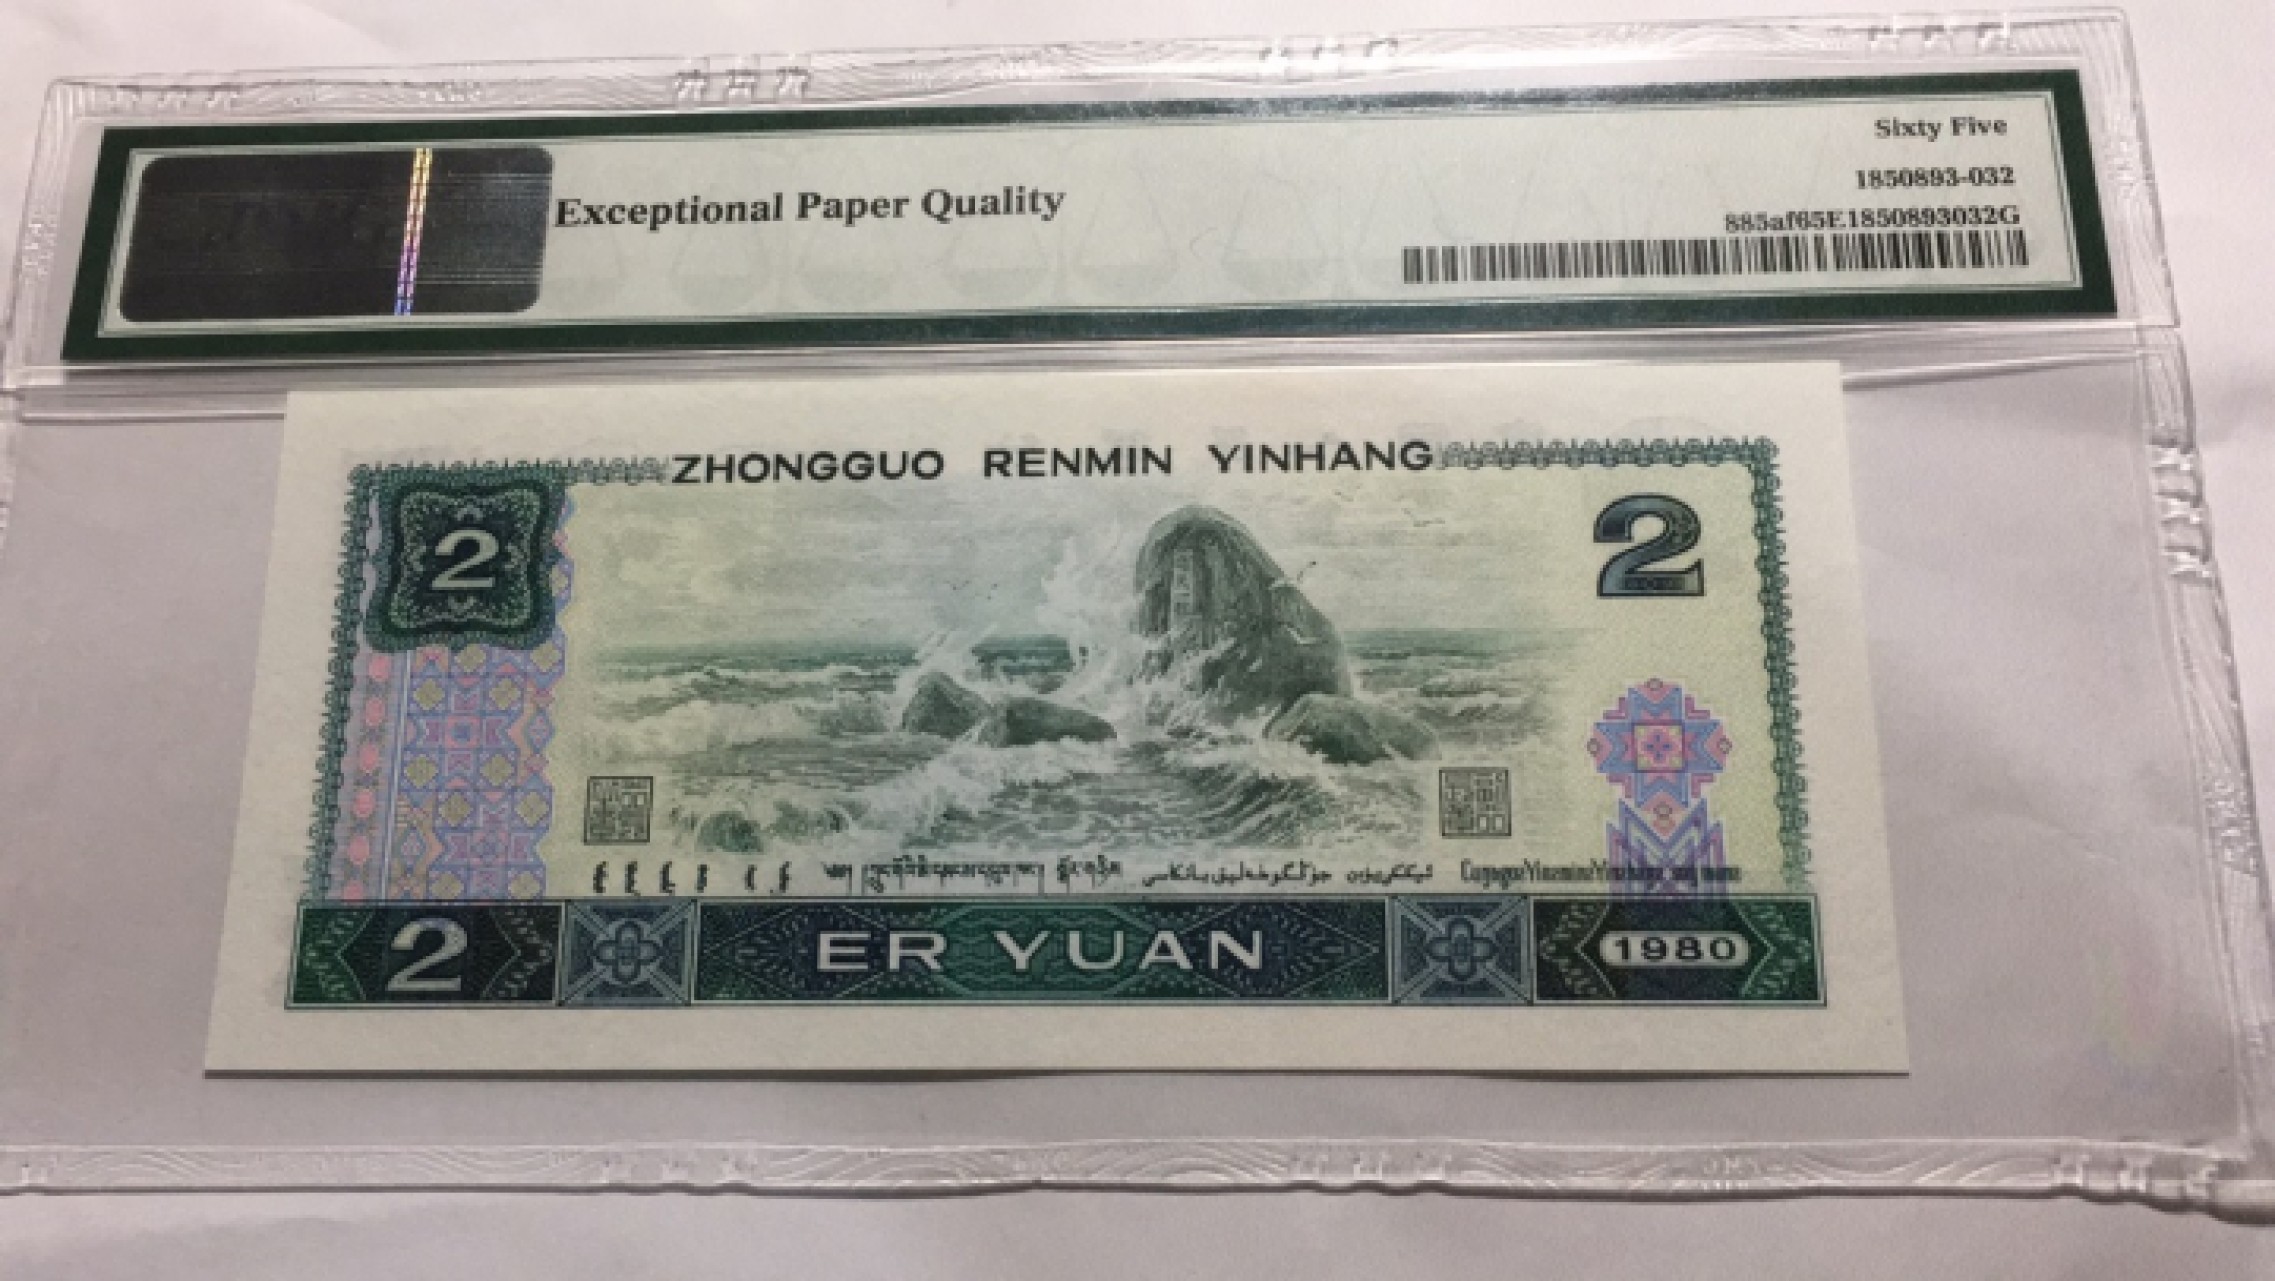 Sixty Five
Exceptional Paper Quality
1850893-032
885af65E1850893032G
ZHONGGUO RENMIN YINHANG
2
2
2
ER YUAN
1980